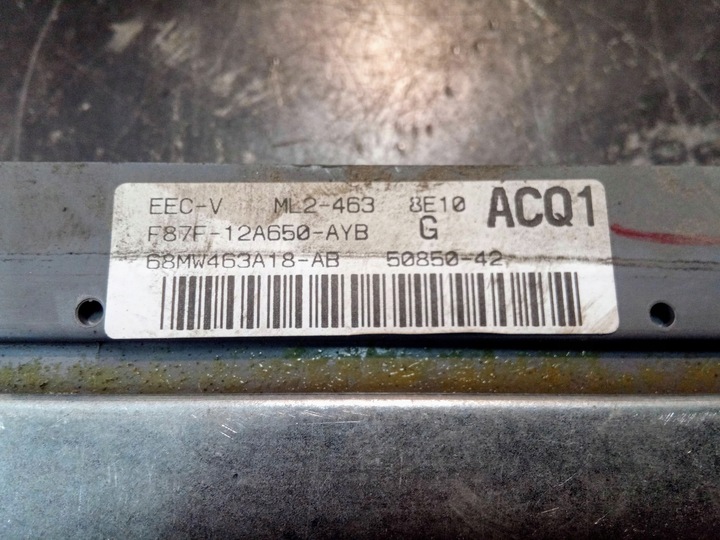 EEC-V ML2-463 8E10 ACQ1
F87F-12A650-AYB G
68MW463A18-AB 50850-42